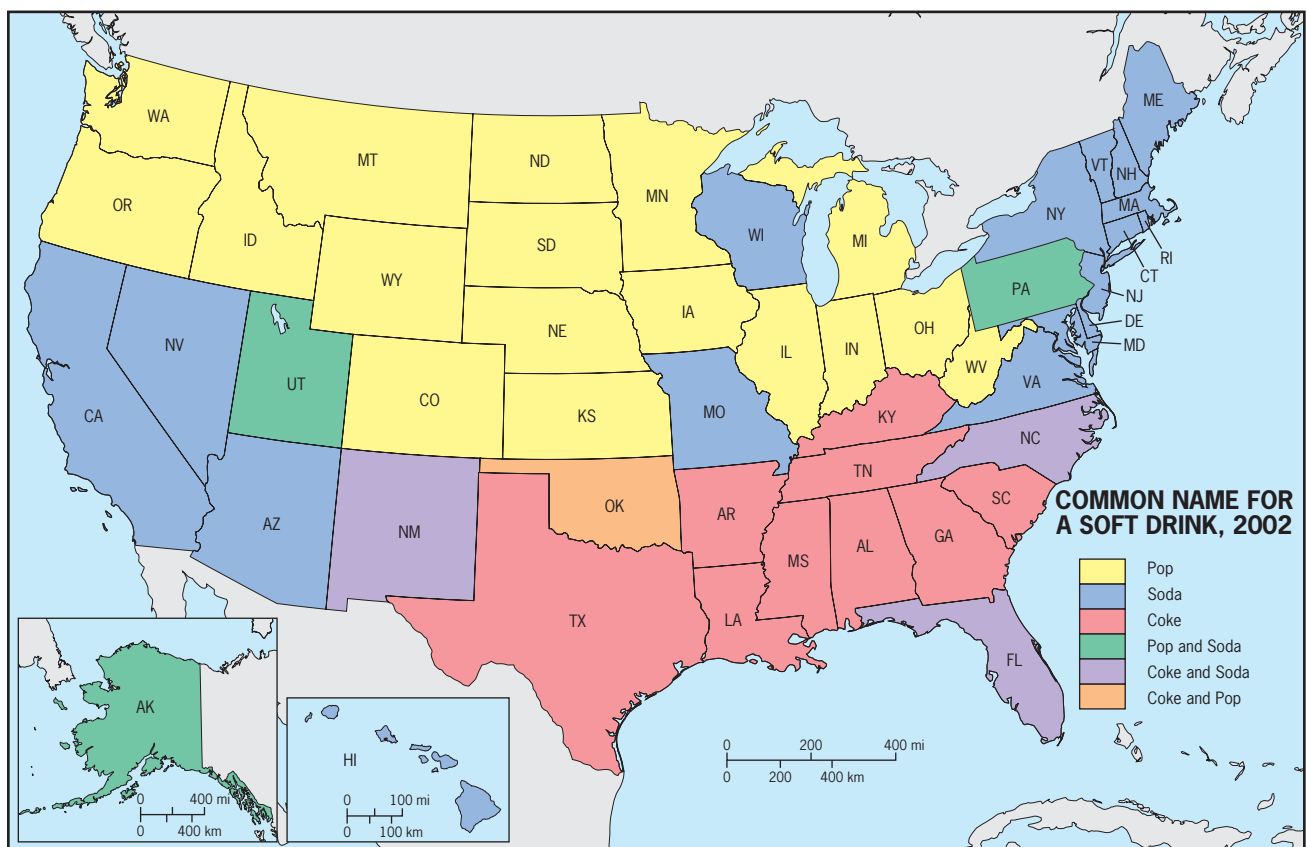 WA
MT
ND
MN
ME
VT
NH
OR
ID
SD
WI
MI
NY
MA
RI
CT
WY
IA
PA
NJ
NE
OH
DE
NV
IL
IN
MD
WV
UT
CO
VA
CA
KS
MO
KY
NC
TN
AZ
NM
OK
AR
SC
GA
AL
MS
TX
LA
FL
COMMON NAME FOR
A SOFT DRINK, 2002
Pop
Soda
Coke
Pop and Soda
Coke and Soda
Coke and Pop
AK
0 400 mi
0 400 km
HI
0 100 mi
0 100 km
0 200 400 mi
0 200 400 km